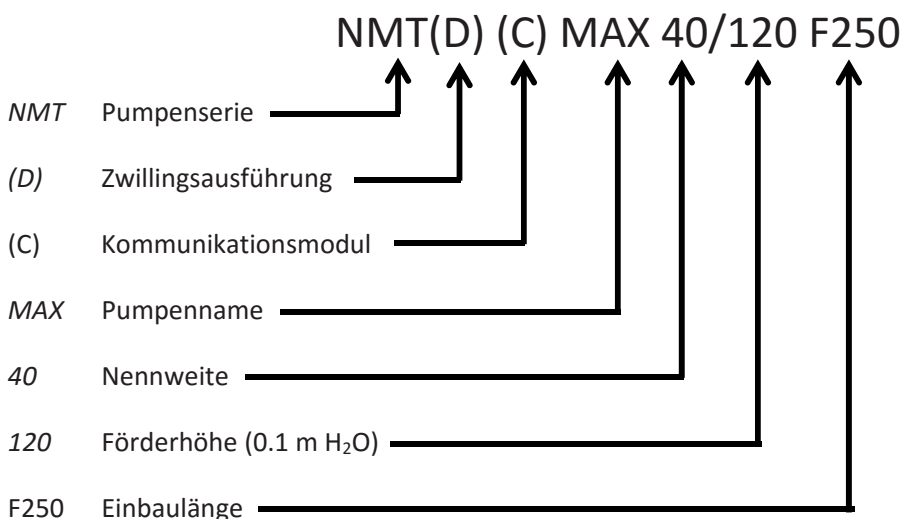 NMT(D) (C) MAX 40/120 F250
NMT Pumpenserie
(D) Zwillingsausführung
(C) Kommunikationsmodul
MAX Pumpenname
40 Nennweite
120 Förderhöhe (0.1 m H₂O)
F250 Einbaulänge